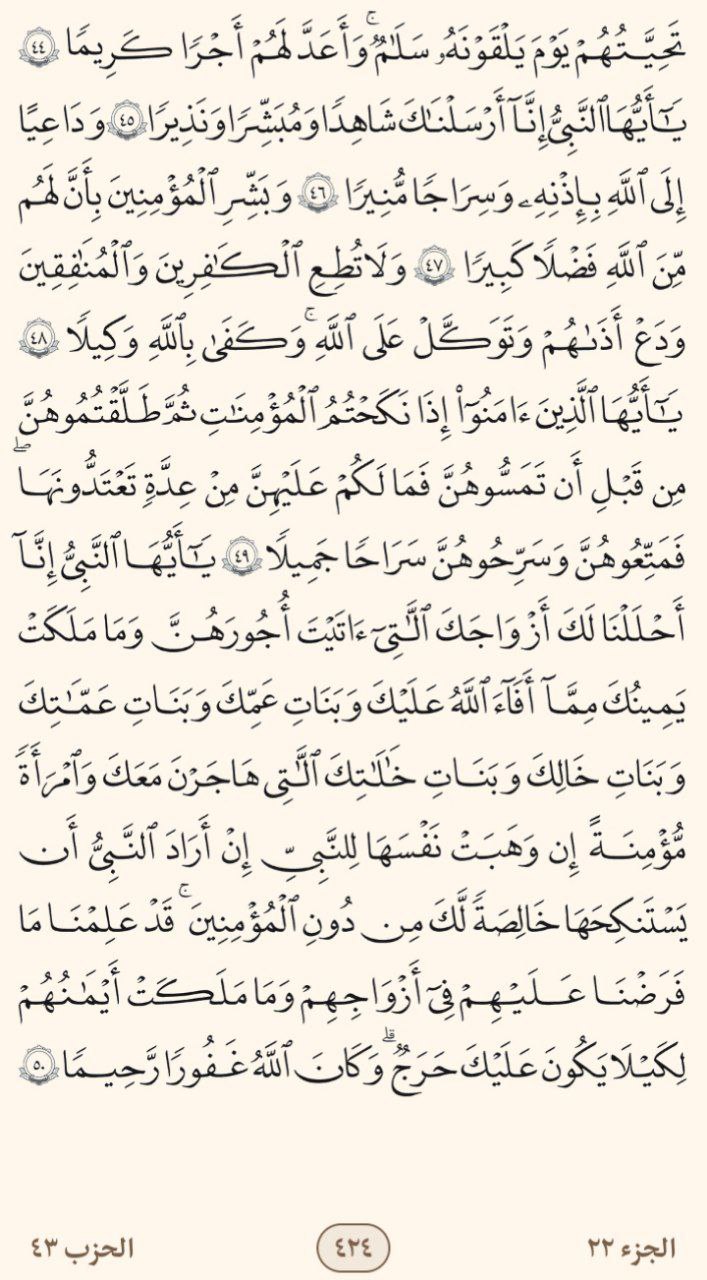 تَحِيَّتُهُمْ يَوْمَ يَلْقَوْنَهُۥ سَلَٰمٌۚ وَأَعَدَّ لَهُمْ أَجْرًا كَرِيمًا ٤٤
يَٰٓأَيُّهَا ٱلنَّبِيُّ إِنَّآ أَرْسَلْنَٰكَ شَاهِدًا وَمُبَشِّرًا وَنَذِيرًا ٤٥ وَدَاعِيًا
إِلَى ٱللَّهِ بِإِذْنِهِۦ وَسِرَاجًا مُّنِيرًا ٤٦ وَبَشِّرِ ٱلْمُؤْمِنِينَ بِأَنَّ لَهُم
مِّنَ ٱللَّهِ فَضْلًا كَبِيرًا ٤٧ وَلَا تُطِعِ ٱلْكَٰفِرِينَ وَٱلْمُنَٰفِقِينَ
وَدَعْ أَذَىٰهُمْ وَتَوَكَّلْ عَلَى ٱللَّهِۚ وَكَفَىٰ بِٱللَّهِ وَكِيلًا ٤٨
يَٰٓأَيُّهَا ٱلَّذِينَ ءَامَنُوٓا۟ إِذَا نَكَحْتُمُ ٱلْمُؤْمِنَٰتِ ثُمَّ طَلَّقْتُمُوهُنَّ
مِن قَبْلِ أَن تَمَسُّوهُنَّ فَمَا لَكُمْ عَلَيْهِنَّ مِنْ عِدَّةٍ تَعْتَدُّونَهَاۖ
فَمَتِّعُوهُنَّ وَسَرِّحُوهُنَّ سَرَاحًا جَمِيلًا ٤٩ يَٰٓأَيُّهَا ٱلنَّبِيُّ إِنَّآ
أَحْلَلْنَا لَكَ أَزْوَٰجَكَ ٱلَّٰتِىٓ ءَاتَيْتَ أُجُورَهُنَّ وَمَا مَلَكَتْ
يَمِينُكَ مِمَّآ أَفَآءَ ٱللَّهُ عَلَيْكَ وَبَنَاتِ عَمِّكَ وَبَنَاتِ عَمَّٰتِكَ
وَبَنَاتِ خَالِكَ وَبَنَاتِ خَٰلَٰتِكَ ٱلَّٰتِى هَاجَرْنَ مَعَكَ وَٱمْرَأَةً
مُّؤْمِنَةً إِن وَهَبَتْ نَفْسَهَا لِلنَّبِيِّ إِنْ أَرَادَ ٱلنَّبِيُّ أَن
يَسْتَنكِحَهَا خَالِصَةً لَّكَ مِن دُونِ ٱلْمُؤْمِنِينَۚ قَدْ عَلِمْنَا مَا
فَرَضْنَا عَلَيْهِمْ فِىٓ أَزْوَٰجِهِمْ وَمَا مَلَكَتْ أَيْمَٰنُهُمْ
لِكَيْلَا يَكُونَ عَلَيْكَ حَرَجٌۗ وَكَانَ ٱللَّهُ غَفُورًا رَّحِيمًا ٥٠
الجزء ٢٢
٤٢٤
الحزب ٤٣